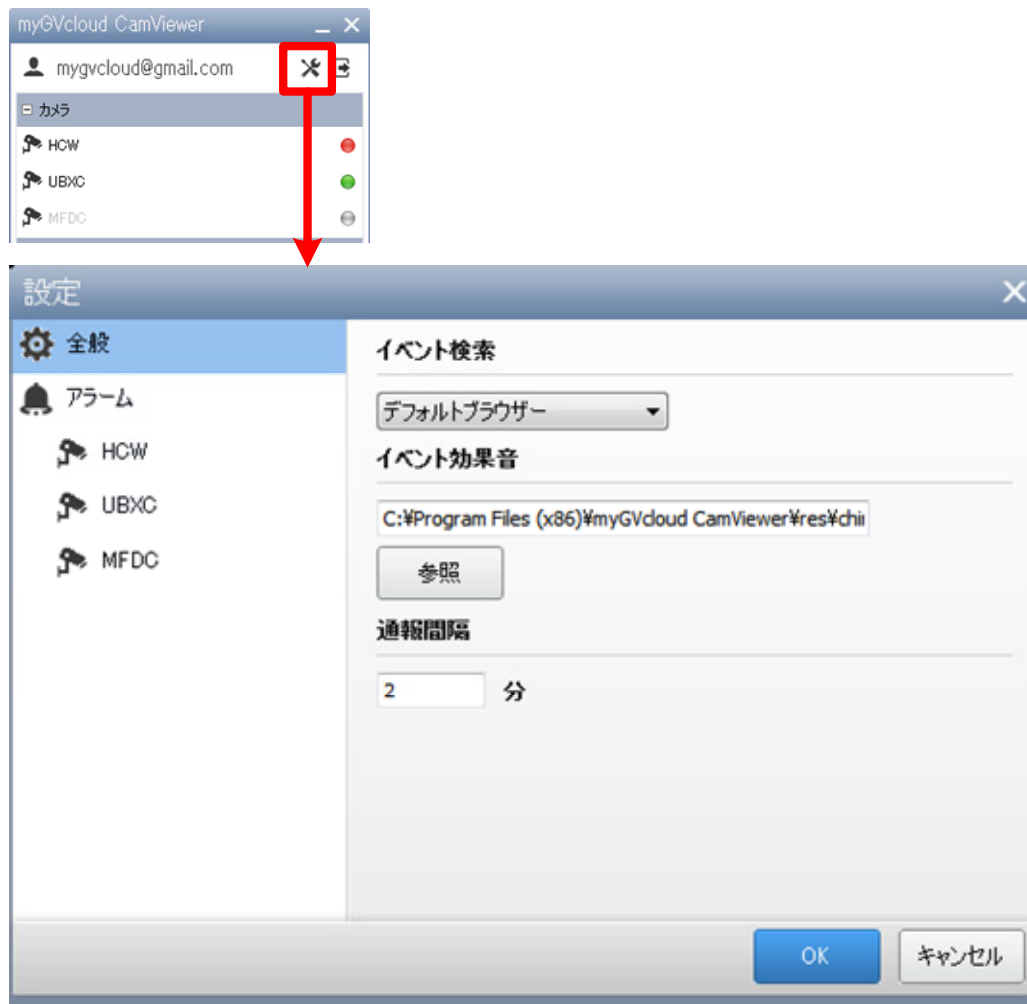 myGVcloud CamViewer
mygvcloud@gmail.com
カメラ
HCW
UBXC
MFDC
設定
全般
アラーム
HCW
UBXC
MFDC
イベント検索
デフォルトブラウザー
イベント効果音
C:¥Program Files (x86)¥myGVcloud CamViewer¥res¥chi
参照
通報間隔
2 分
OK
キャンセル